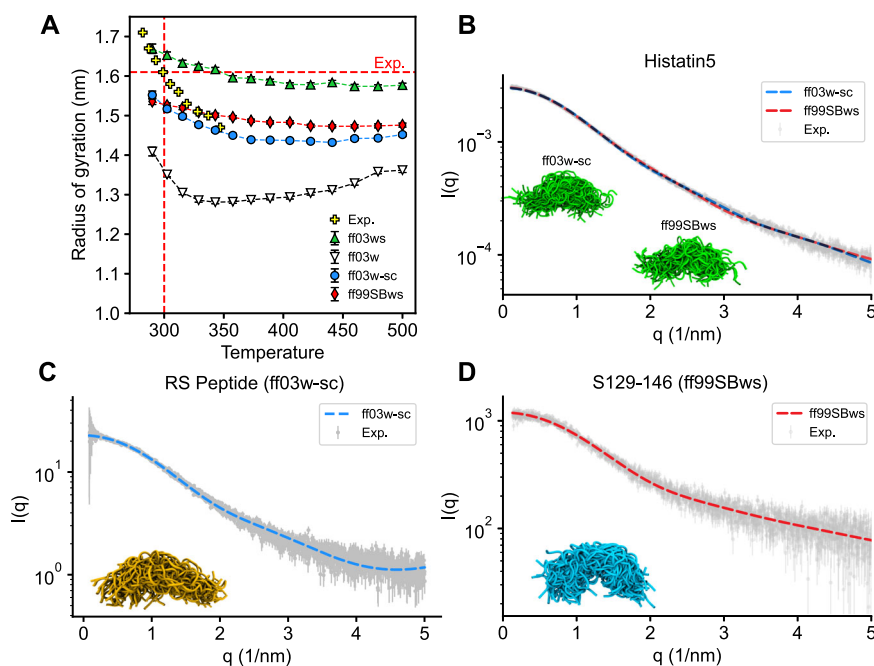 A
1.7
1.6
1.5
1.4
1.3
1.2
1.1
1.0
Radius of gyration (nm)
Exp.
Exp.
ff03ws
ff03w
ff03w-sc
ff99SBws
300
350
400
450
500
Temperature
B
Histatin5
ff03w-sc
ff99SBws
Exp.
10⁻³
10⁻⁴
I(q)
ff03w-sc
ff99SBws
0
1
2
3
4
5
q (1/nm)
C
RS Peptide (ff03w-sc)
ff03w-sc
Exp.
10¹
10⁰
I(q)
0
1
2
3
4
5
q (1/nm)
D
S129-146 (ff99SBws)
ff99SBws
Exp.
10³
10²
I(q)
0
1
2
3
4
5
q (1/nm)